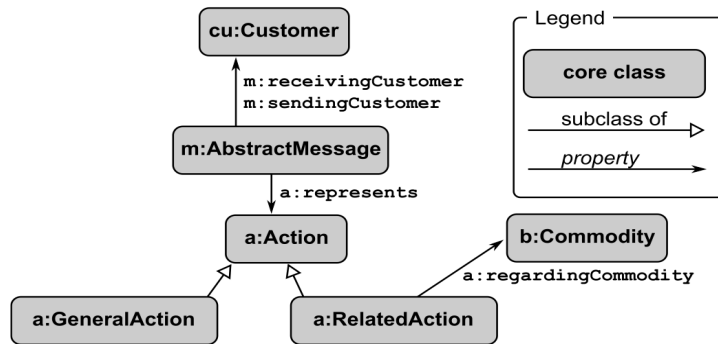 Legend
cu:Customer
core class
m:receivingCustomer
m:sendingCustomer
subclass of
m:AbstractMessage
property
a:represents
a:Action
b:Commodity
a:regardingCommodity
a:GeneralAction
a:RelatedAction